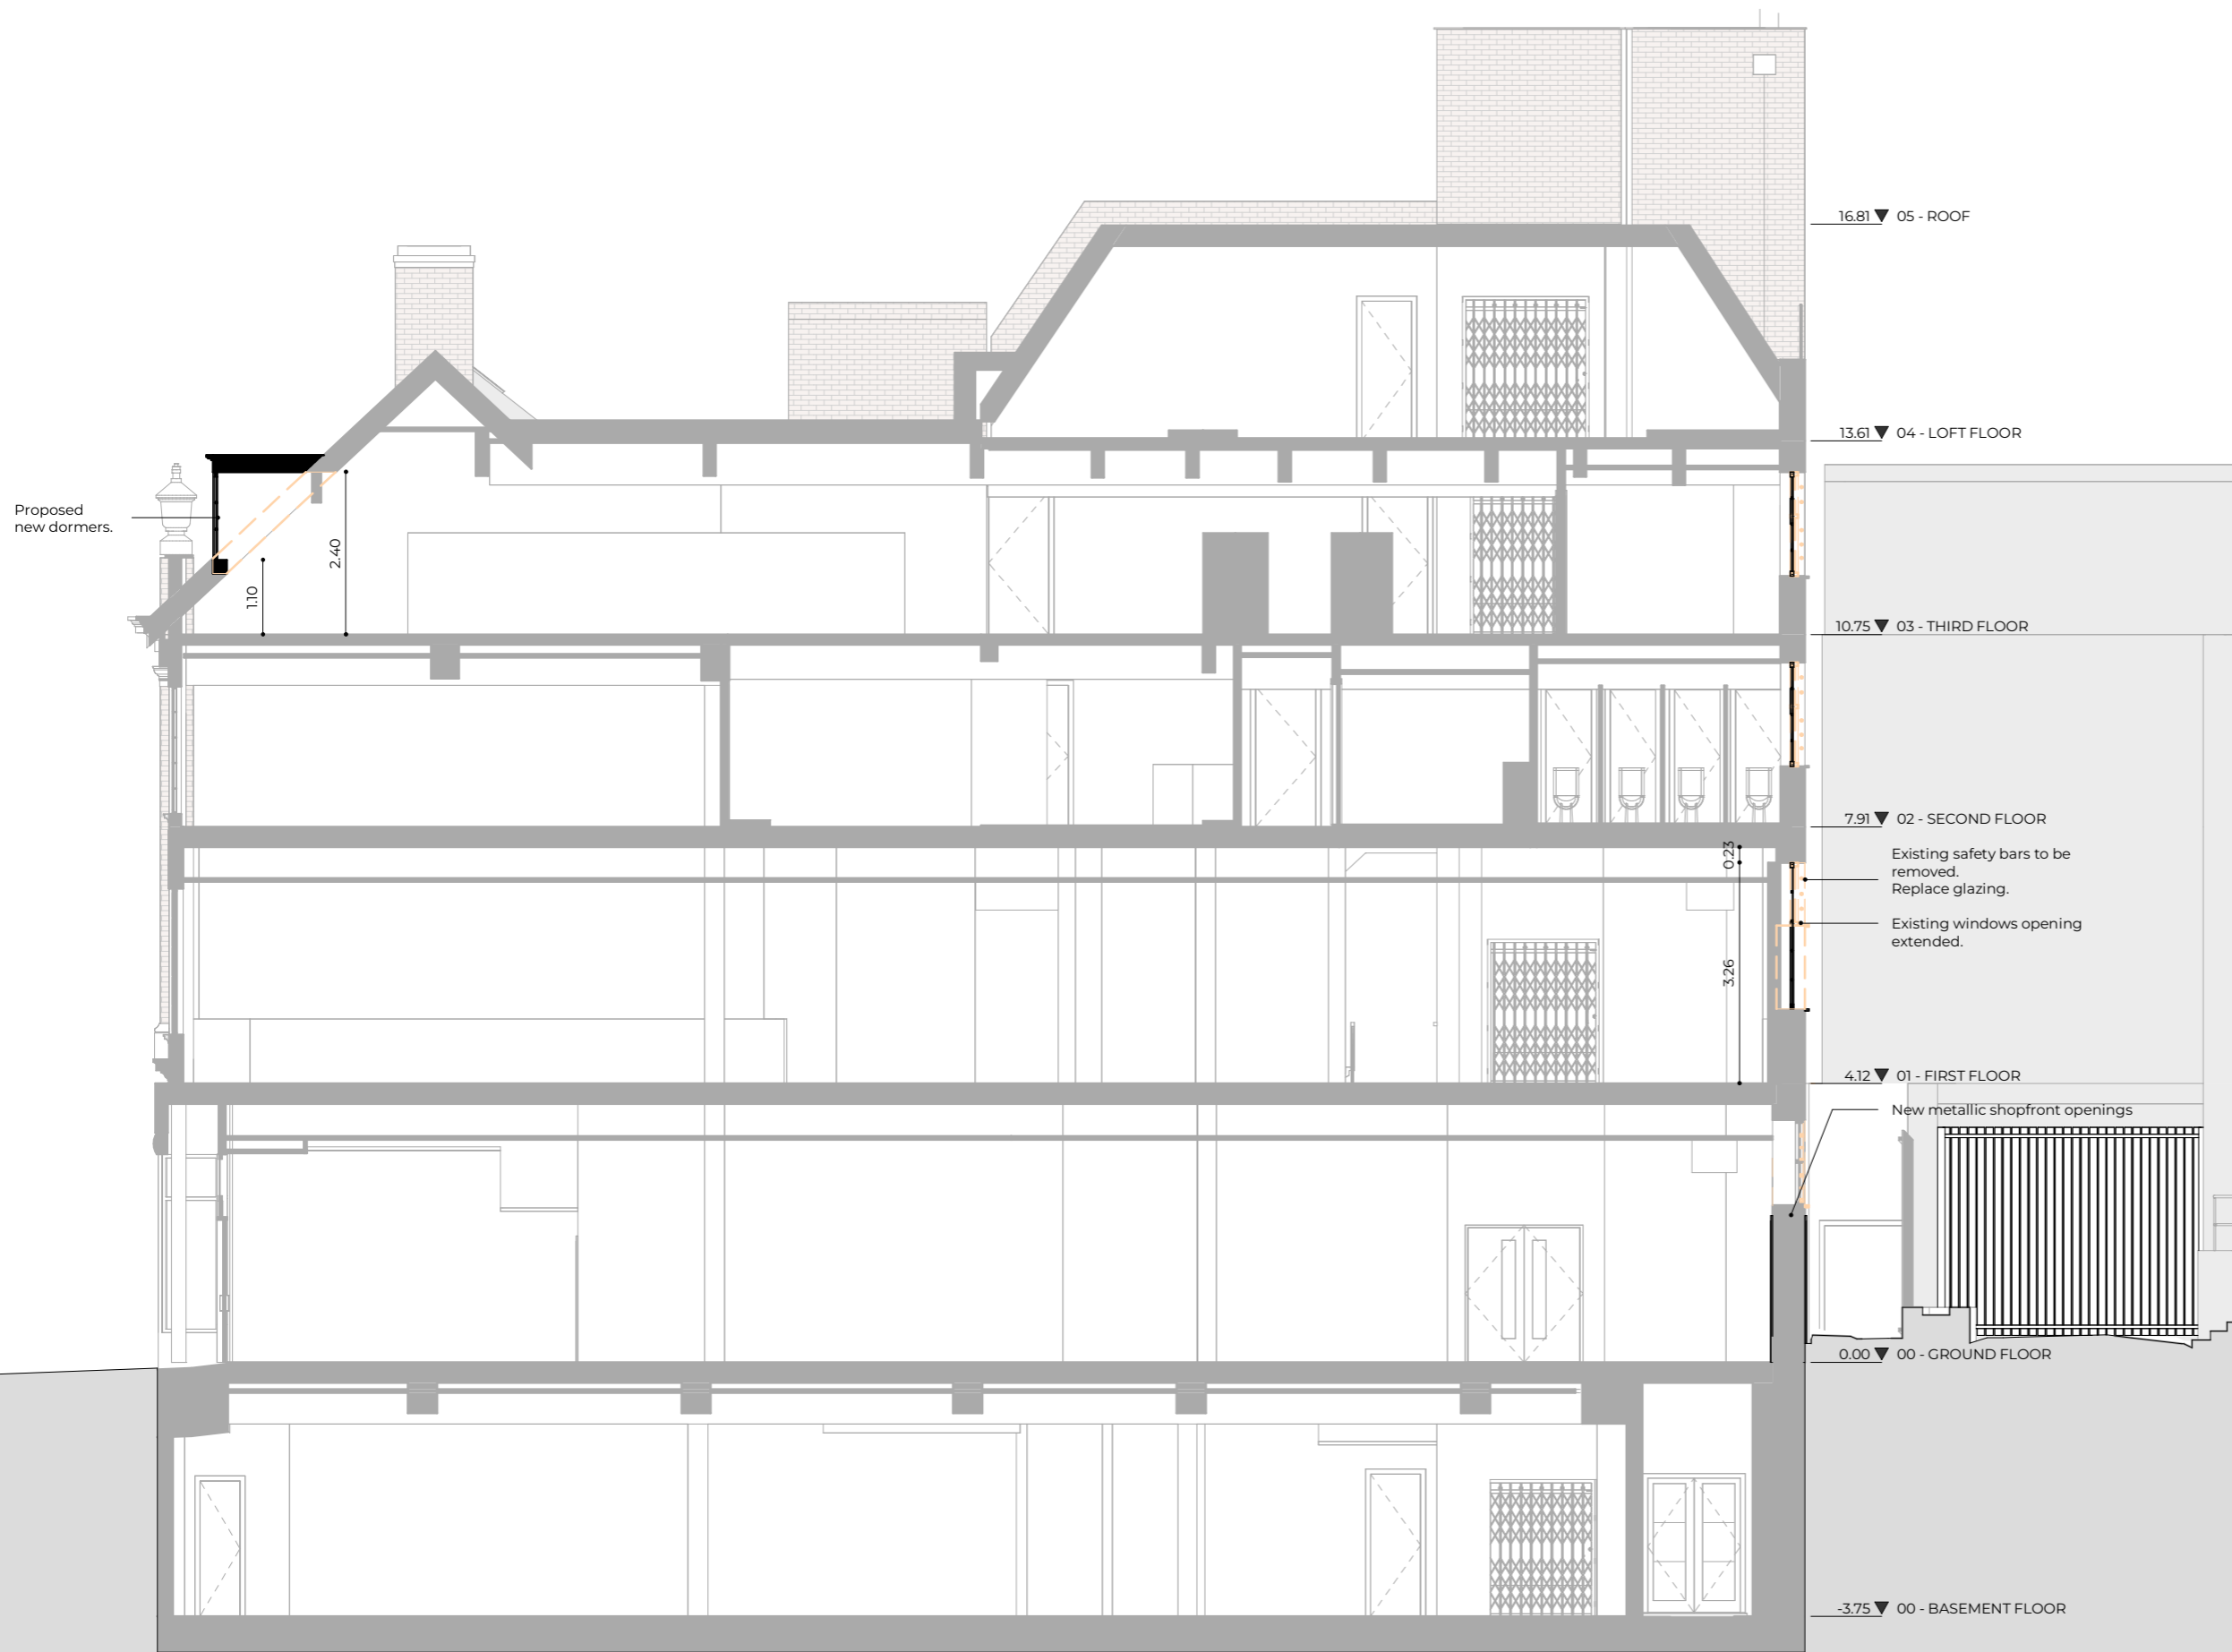 16.81 05 - ROOF
13.61 04 - LOFT FLOOR
Proposed
new dormers.
2.40
1.10
10.75 03 - THIRD FLOOR
7.91 02 - SECOND FLOOR
0.23
Existing safety bars to be
removed.
Replace glazing.
Existing windows opening
extended.
3.26
4.12 01 - FIRST FLOOR
New metallic shopfront openings
0.00 00 - GROUND FLOOR
-3.75 00 - BASEMENT FLOOR